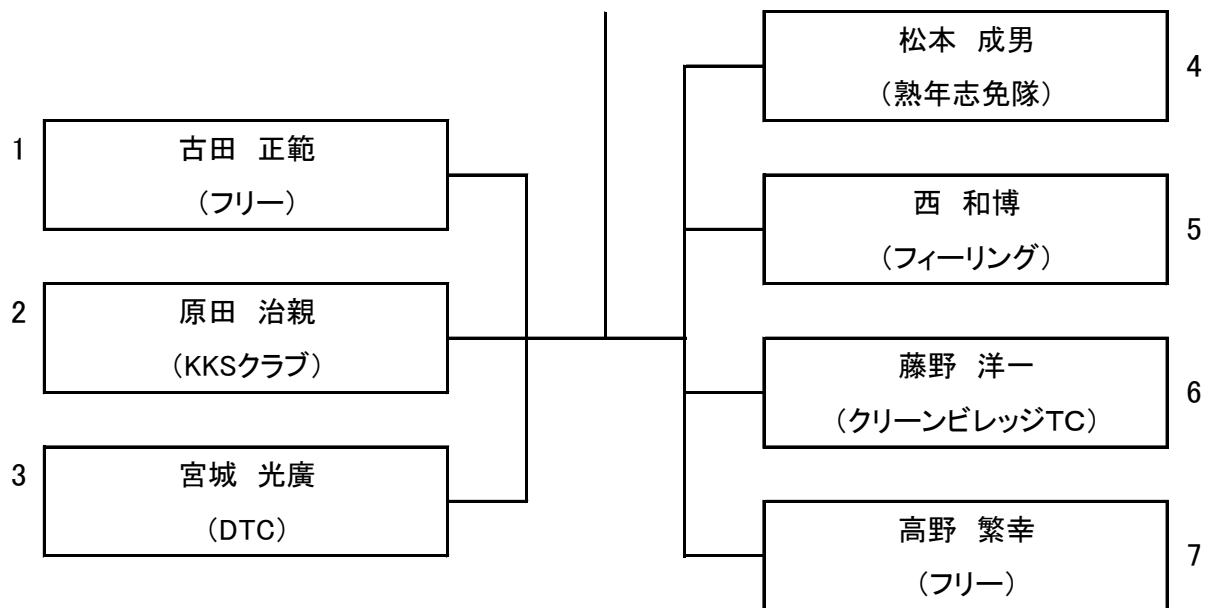 1
古田　正範
（フリー）
2
原田　治親
（KKSクラブ）
3
宮城　光廣
（DTC）
松本　成男
（熟年志免隊）
4
西　和博
（フィーリング）
5
藤野　洋一
（クリーンビレッジTC）
6
高野　繁幸
（フリー）
7